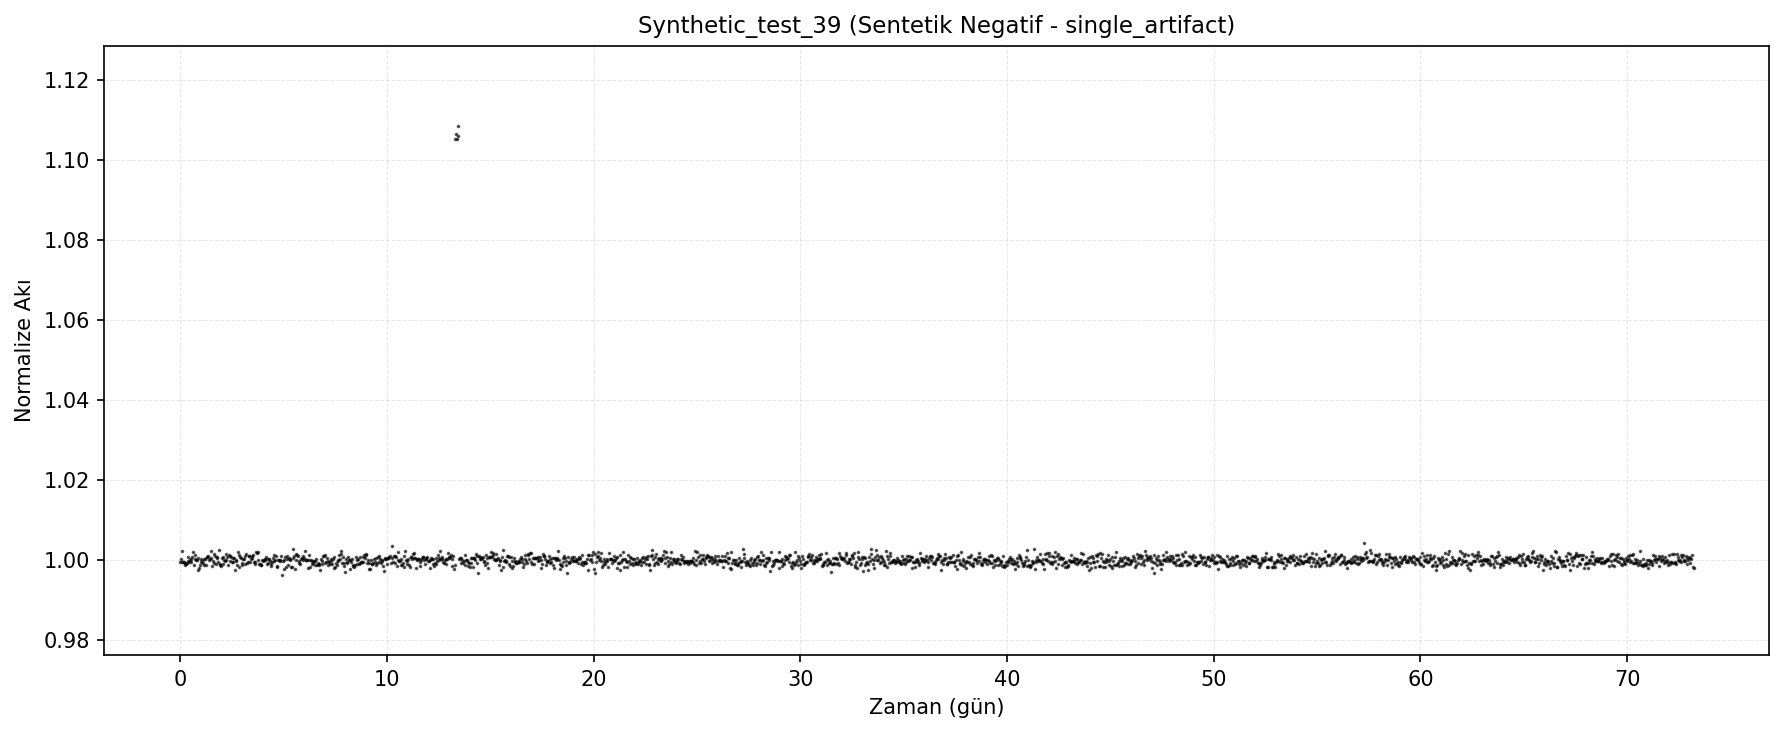 Synthetic_test_39 (Sentetik Negatif - single_artifact)
1.12
1.10
1.08
1.06
1.04
1.02
1.00
0.98
Normalize Akı
0 10 20 30 40 50 60 70
Zaman (gün)